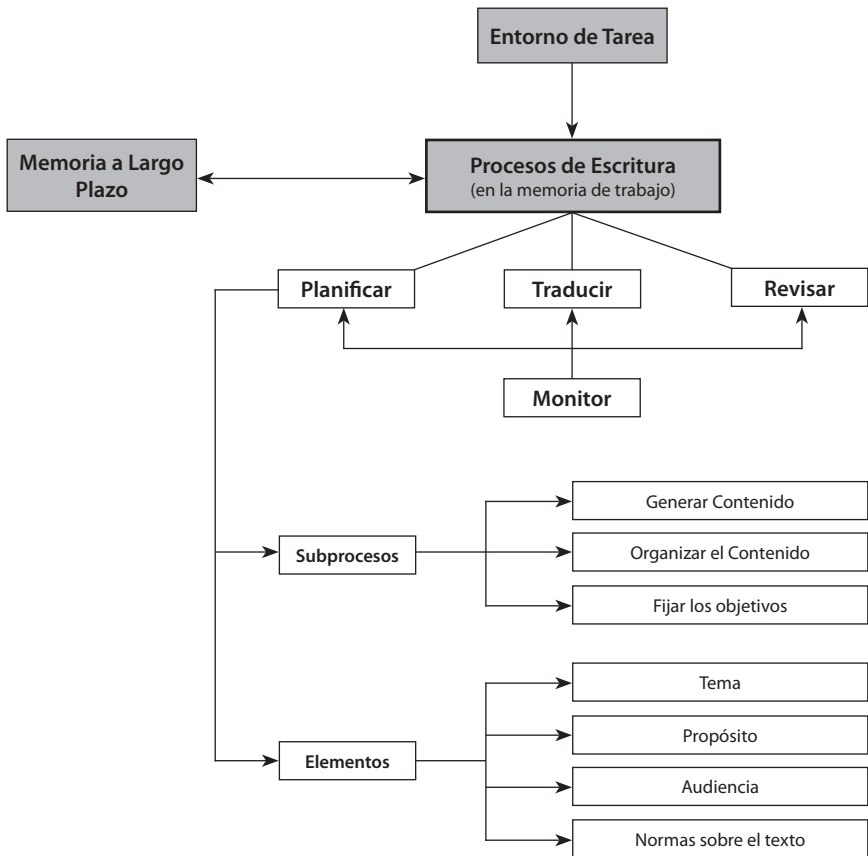 Entorno de Tarea
Memoria a Largo
Plazo
Procesos de Escritura
(en la memoria de trabajo)
Planificar
Traducir
Revisar
Monitor
Subprocesos
Generar Contenido
Organizar el Contenido
Fijar los objetivos
Elementos
Tema
Propósito
Audiencia
Normas sobre el texto